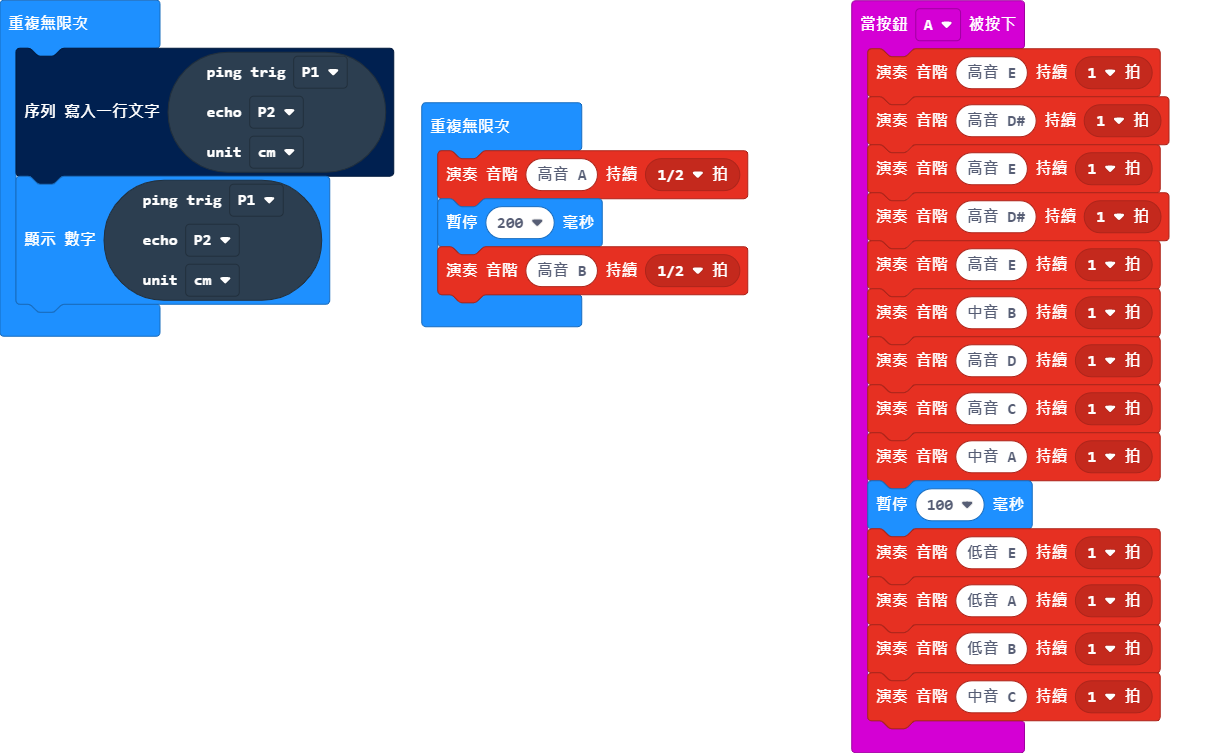 重複無限次
序列 寫入一行文字 ping trig P1
echo P2
unit cm
顯示 數字 ping trig P1
echo P2
unit cm
重複無限次
演奏 音階 高音 A 持續 1/2 拍
暫停 200 毫秒
演奏 音階 高音 B 持續 1/2 拍
當按鈕 A 被按下
演奏 音階 高音 E 持續 1 拍
演奏 音階 高音 D# 持續 1 拍
演奏 音階 高音 E 持續 1 拍
演奏 音階 高音 D# 持續 1 拍
演奏 音階 高音 E 持續 1 拍
演奏 音階 中音 B 持續 1 拍
演奏 音階 高音 D 持續 1 拍
演奏 音階 高音 C 持續 1 拍
演奏 音階 中音 A 持續 1 拍
暫停 100 毫秒
演奏 音階 低音 E 持續 1 拍
演奏 音階 低音 A 持續 1 拍
演奏 音階 低音 B 持續 1 拍
演奏 音階 中音 C 持續 1 拍